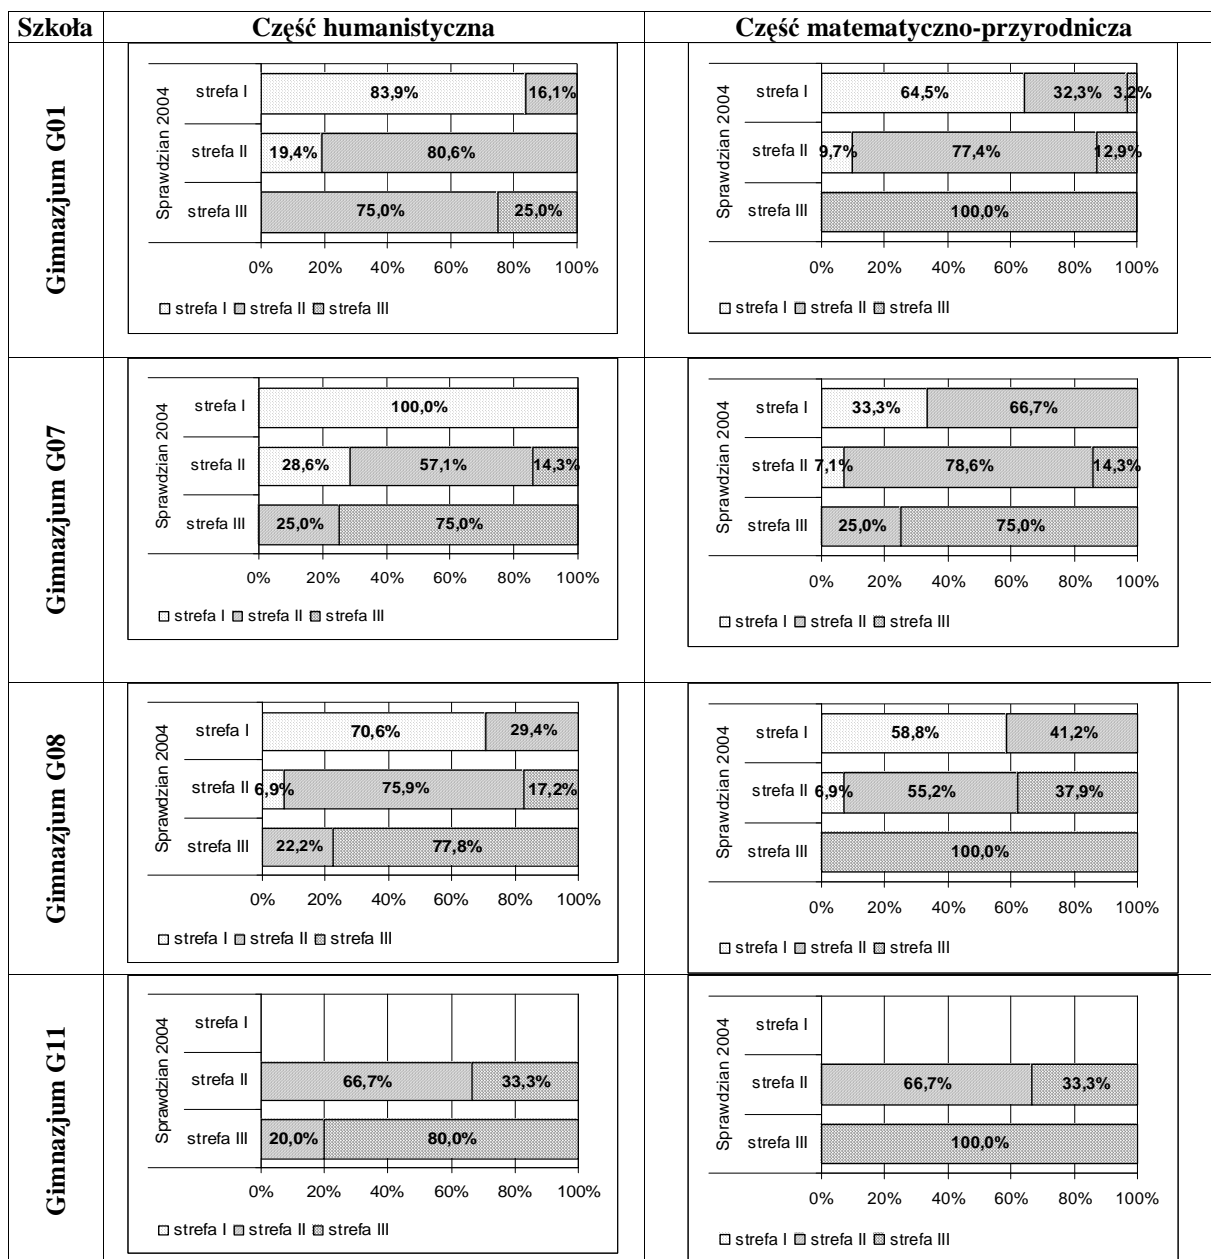 Szkoła Część humanistyczna Część matematyczno-przyrodnicza
Gimnazjum G01
Sprawdzian 2004
strefa I 83,9% 16,1%
strefa II 19,4% 80,6%
strefa III 75,0% 25,0%
0% 20% 40% 60% 80% 100%
strefa I strefa II strefa III
Sprawdzian 2004
strefa I 64,5% 32,3% 3,2%
strefa II 9,7% 77,4% 12,9%
strefa III 100,0%
0% 20% 40% 60% 80% 100%
strefa I strefa II strefa III
Gimnazjum G07
Sprawdzian 2004
strefa I 100,0%
strefa II 28,6% 57,1% 14,3%
strefa III 25,0% 75,0%
0% 20% 40% 60% 80% 100%
strefa I strefa II strefa III
Sprawdzian 2004
strefa I 33,3% 66,7%
strefa II 7,1% 78,6% 14,3%
strefa III 25,0% 75,0%
0% 20% 40% 60% 80% 100%
strefa I strefa II strefa III
Gimnazjum G08
Sprawdzian 2004
strefa I 70,6% 29,4%
strefa II 6,9% 75,9% 17,2%
strefa III 22,2% 77,8%
0% 20% 40% 60% 80% 100%
strefa I strefa II strefa III
Sprawdzian 2004
strefa I 58,8% 41,2%
strefa II 6,9% 55,2% 37,9%
strefa III 100,0%
0% 20% 40% 60% 80% 100%
strefa I strefa II strefa III
Gimnazjum G11
Sprawdzian 2004
strefa I
strefa II 66,7% 33,3%
strefa III 20,0% 80,0%
0% 20% 40% 60% 80% 100%
strefa I strefa II strefa III
Sprawdzian 2004
strefa I
strefa II 66,7% 33,3%
strefa III 100,0%
0% 20% 40% 60% 80% 100%
strefa I strefa II strefa III